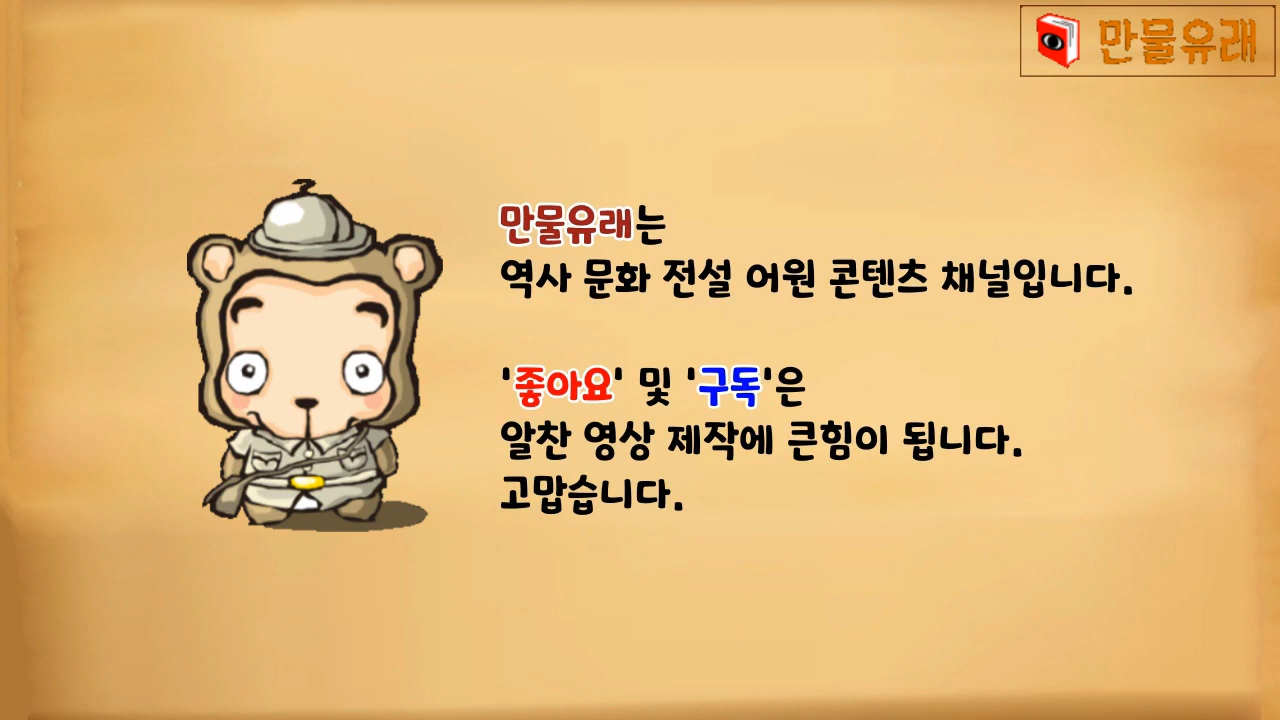 만물유래
만물유래는
역사 문화 전설 어원 콘텐츠 채널입니다.
'좋아요' 및 '구독'은
알찬 영상 제작에 큰힘이 됩니다.
고맙습니다.